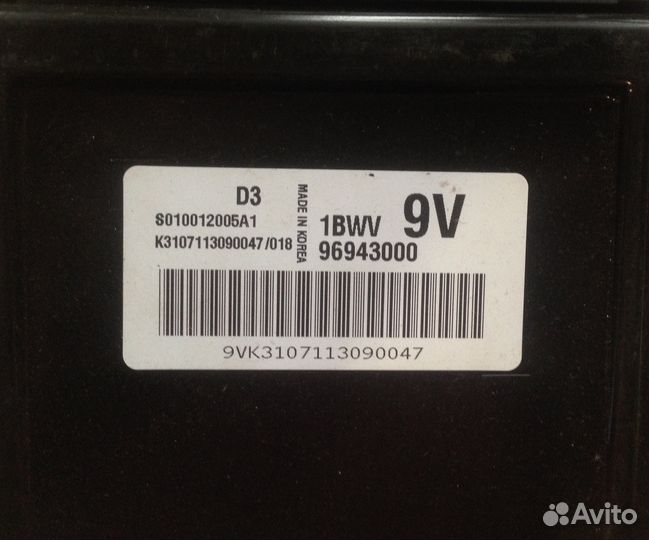 D3
S010012005A1
K3107113090047/018
MADE IN KOREA
1BWV 9V
96943000
9VK3107113090047
Avito